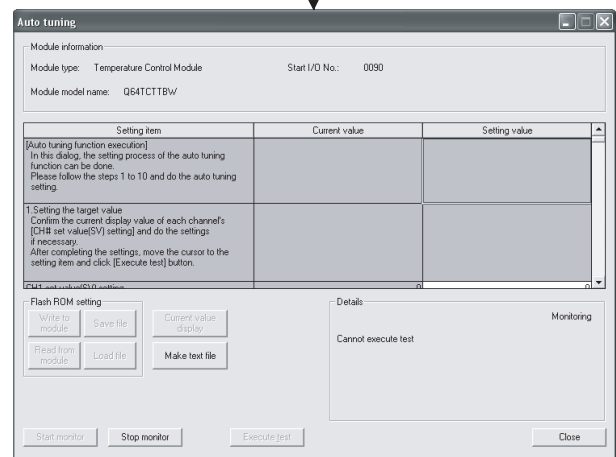 Auto tuning
Module information
Module type: Temperature Control Module Start I/O No.: 0090
Module model name: Q64TCTTBW
Setting item Current value Setting value
[Auto tuning function execution]
In this dialog, the setting process of the auto tuning
function can be done.
Please follow the steps 1 to 10 and do the auto tuning
setting.
1.Setting the target value
Confirm the current display value of each channel's
[CH# set value(SV) setting] and do the settings
if necessary.
After completing the settings, move the cursor to the
setting item and click [Execute test] button.
CH1 set value(SV) setting 0 0
Flash ROM setting
Write to
module
Save file
Current value
display
Read from
module
Load file
Make text file
Details
Monitoring
Cannot execute test
Start monitor Stop monitor Execute test Close